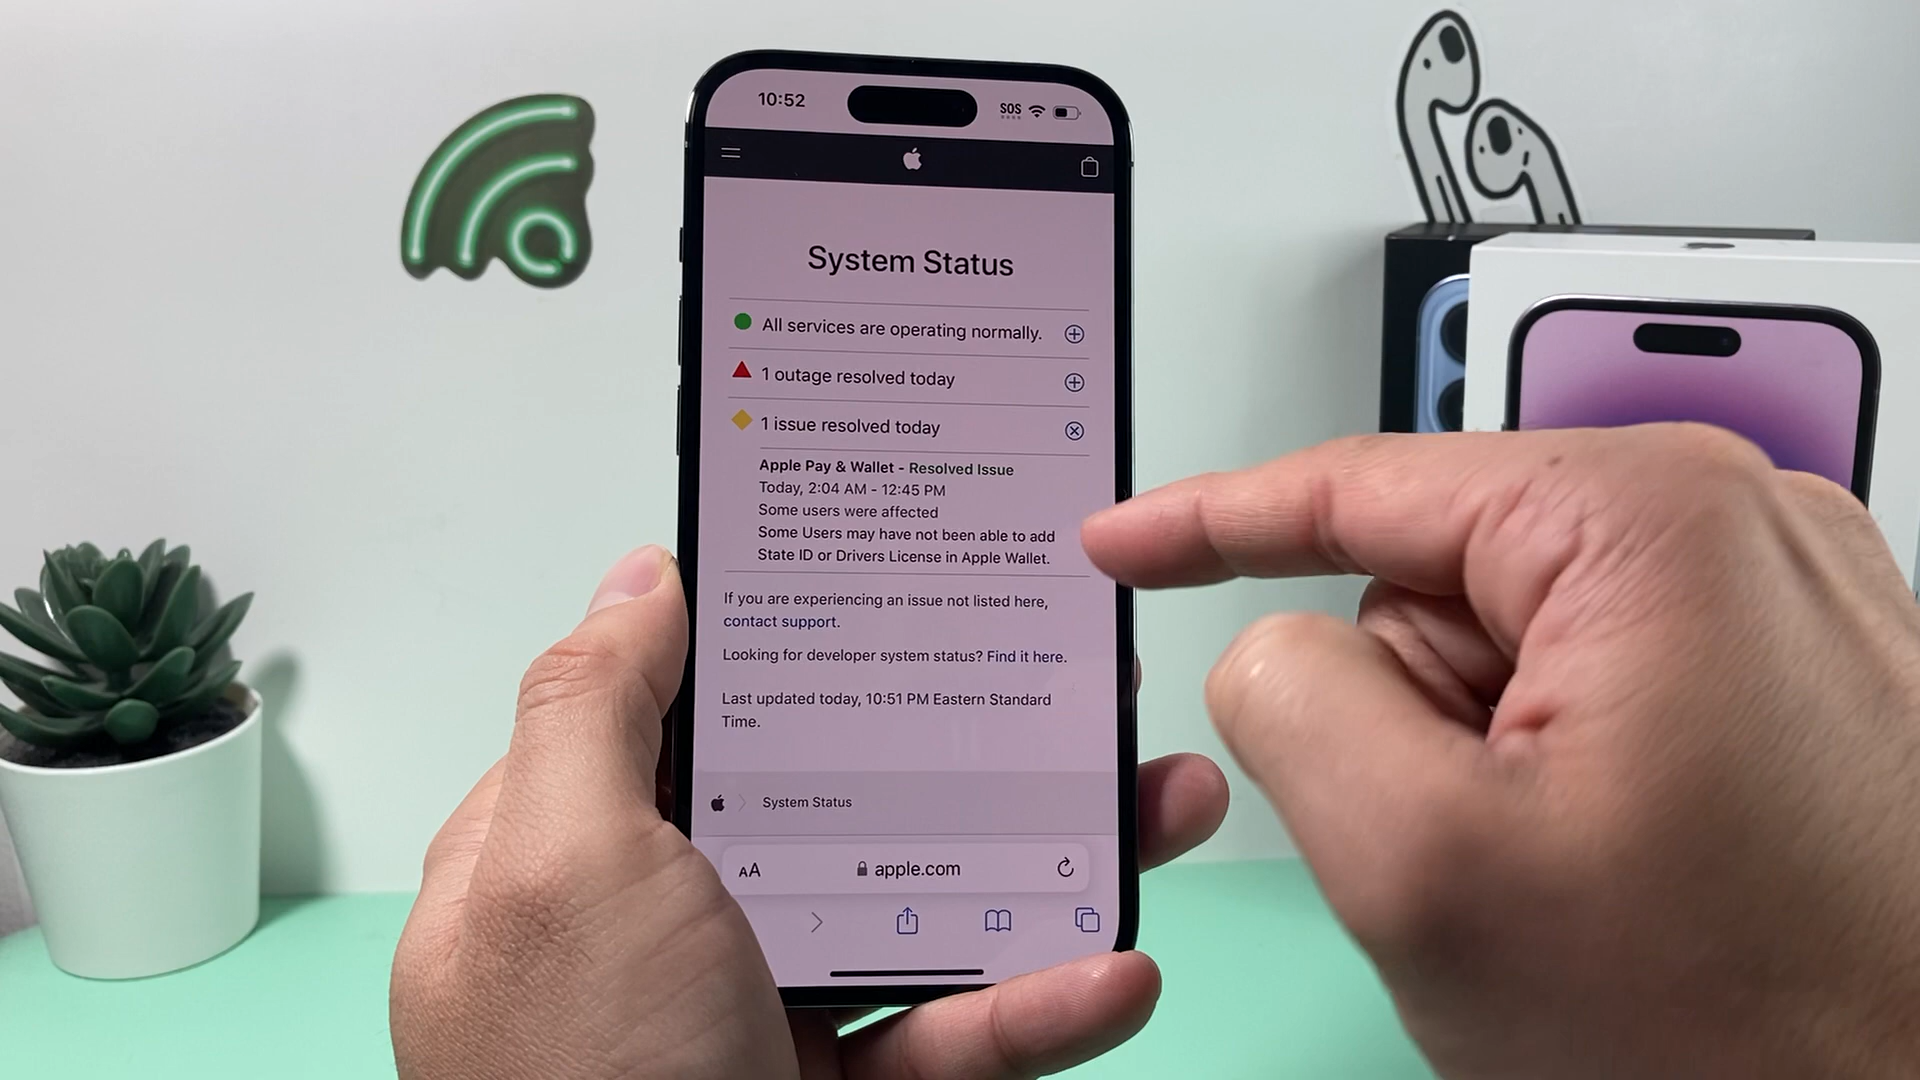 10:52
SOS
System Status
All services are operating normally.
1 outage resolved today
1 issue resolved today
Apple Pay & Wallet - Resolved Issue
Today, 2:04 AM - 12:45 PM
Some users were affected
Some Users may have not been able to add
State ID or Drivers License in Apple Wallet.
If you are experiencing an issue not listed here,
contact support.
Looking for developer system status? Find it here.
Last updated today, 10:51 PM Eastern Standard
Time.
System Status
AA apple.com